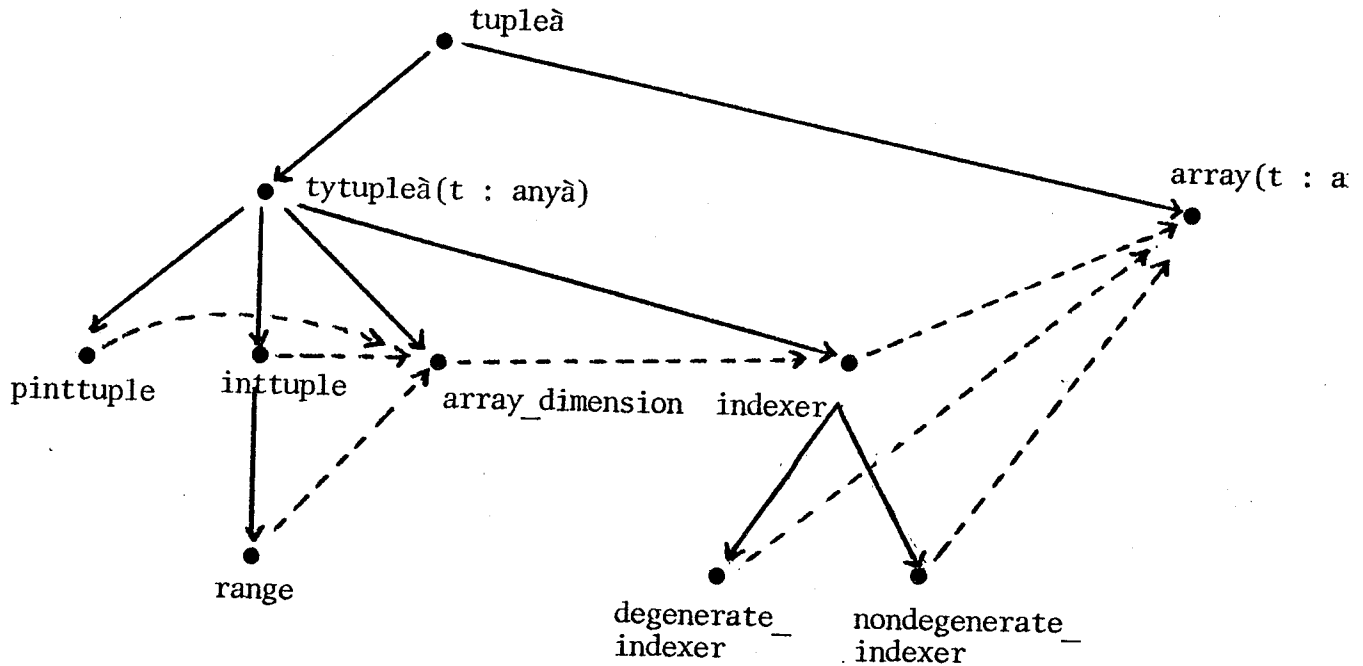 tupleà
tytupleà(t : anyà)
array(t : a
pinttuple
inttuple
array_dimension
indexer
range
degenerate_
indexer
nondegenerate_
indexer